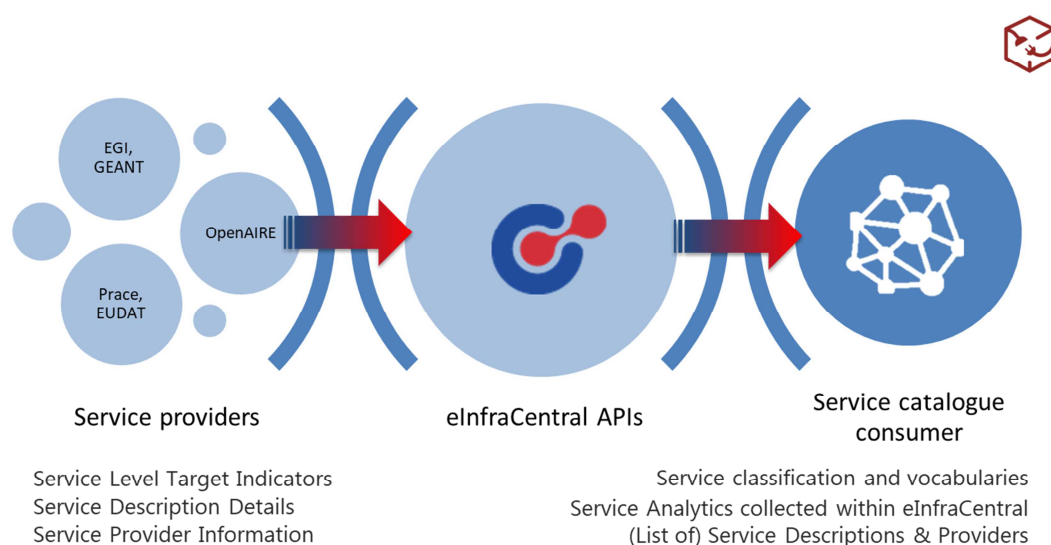 EGI,
GEANT
OpenAIRE
Prace,
EUDAT
Service providers
eInfraCentral APIs
Service catalogue
consumer
Service Level Target Indicators
Service Description Details
Service Provider Information
Service classification and vocabularies
Service Analytics collected within eInfraCentral
(List of) Service Descriptions & Providers